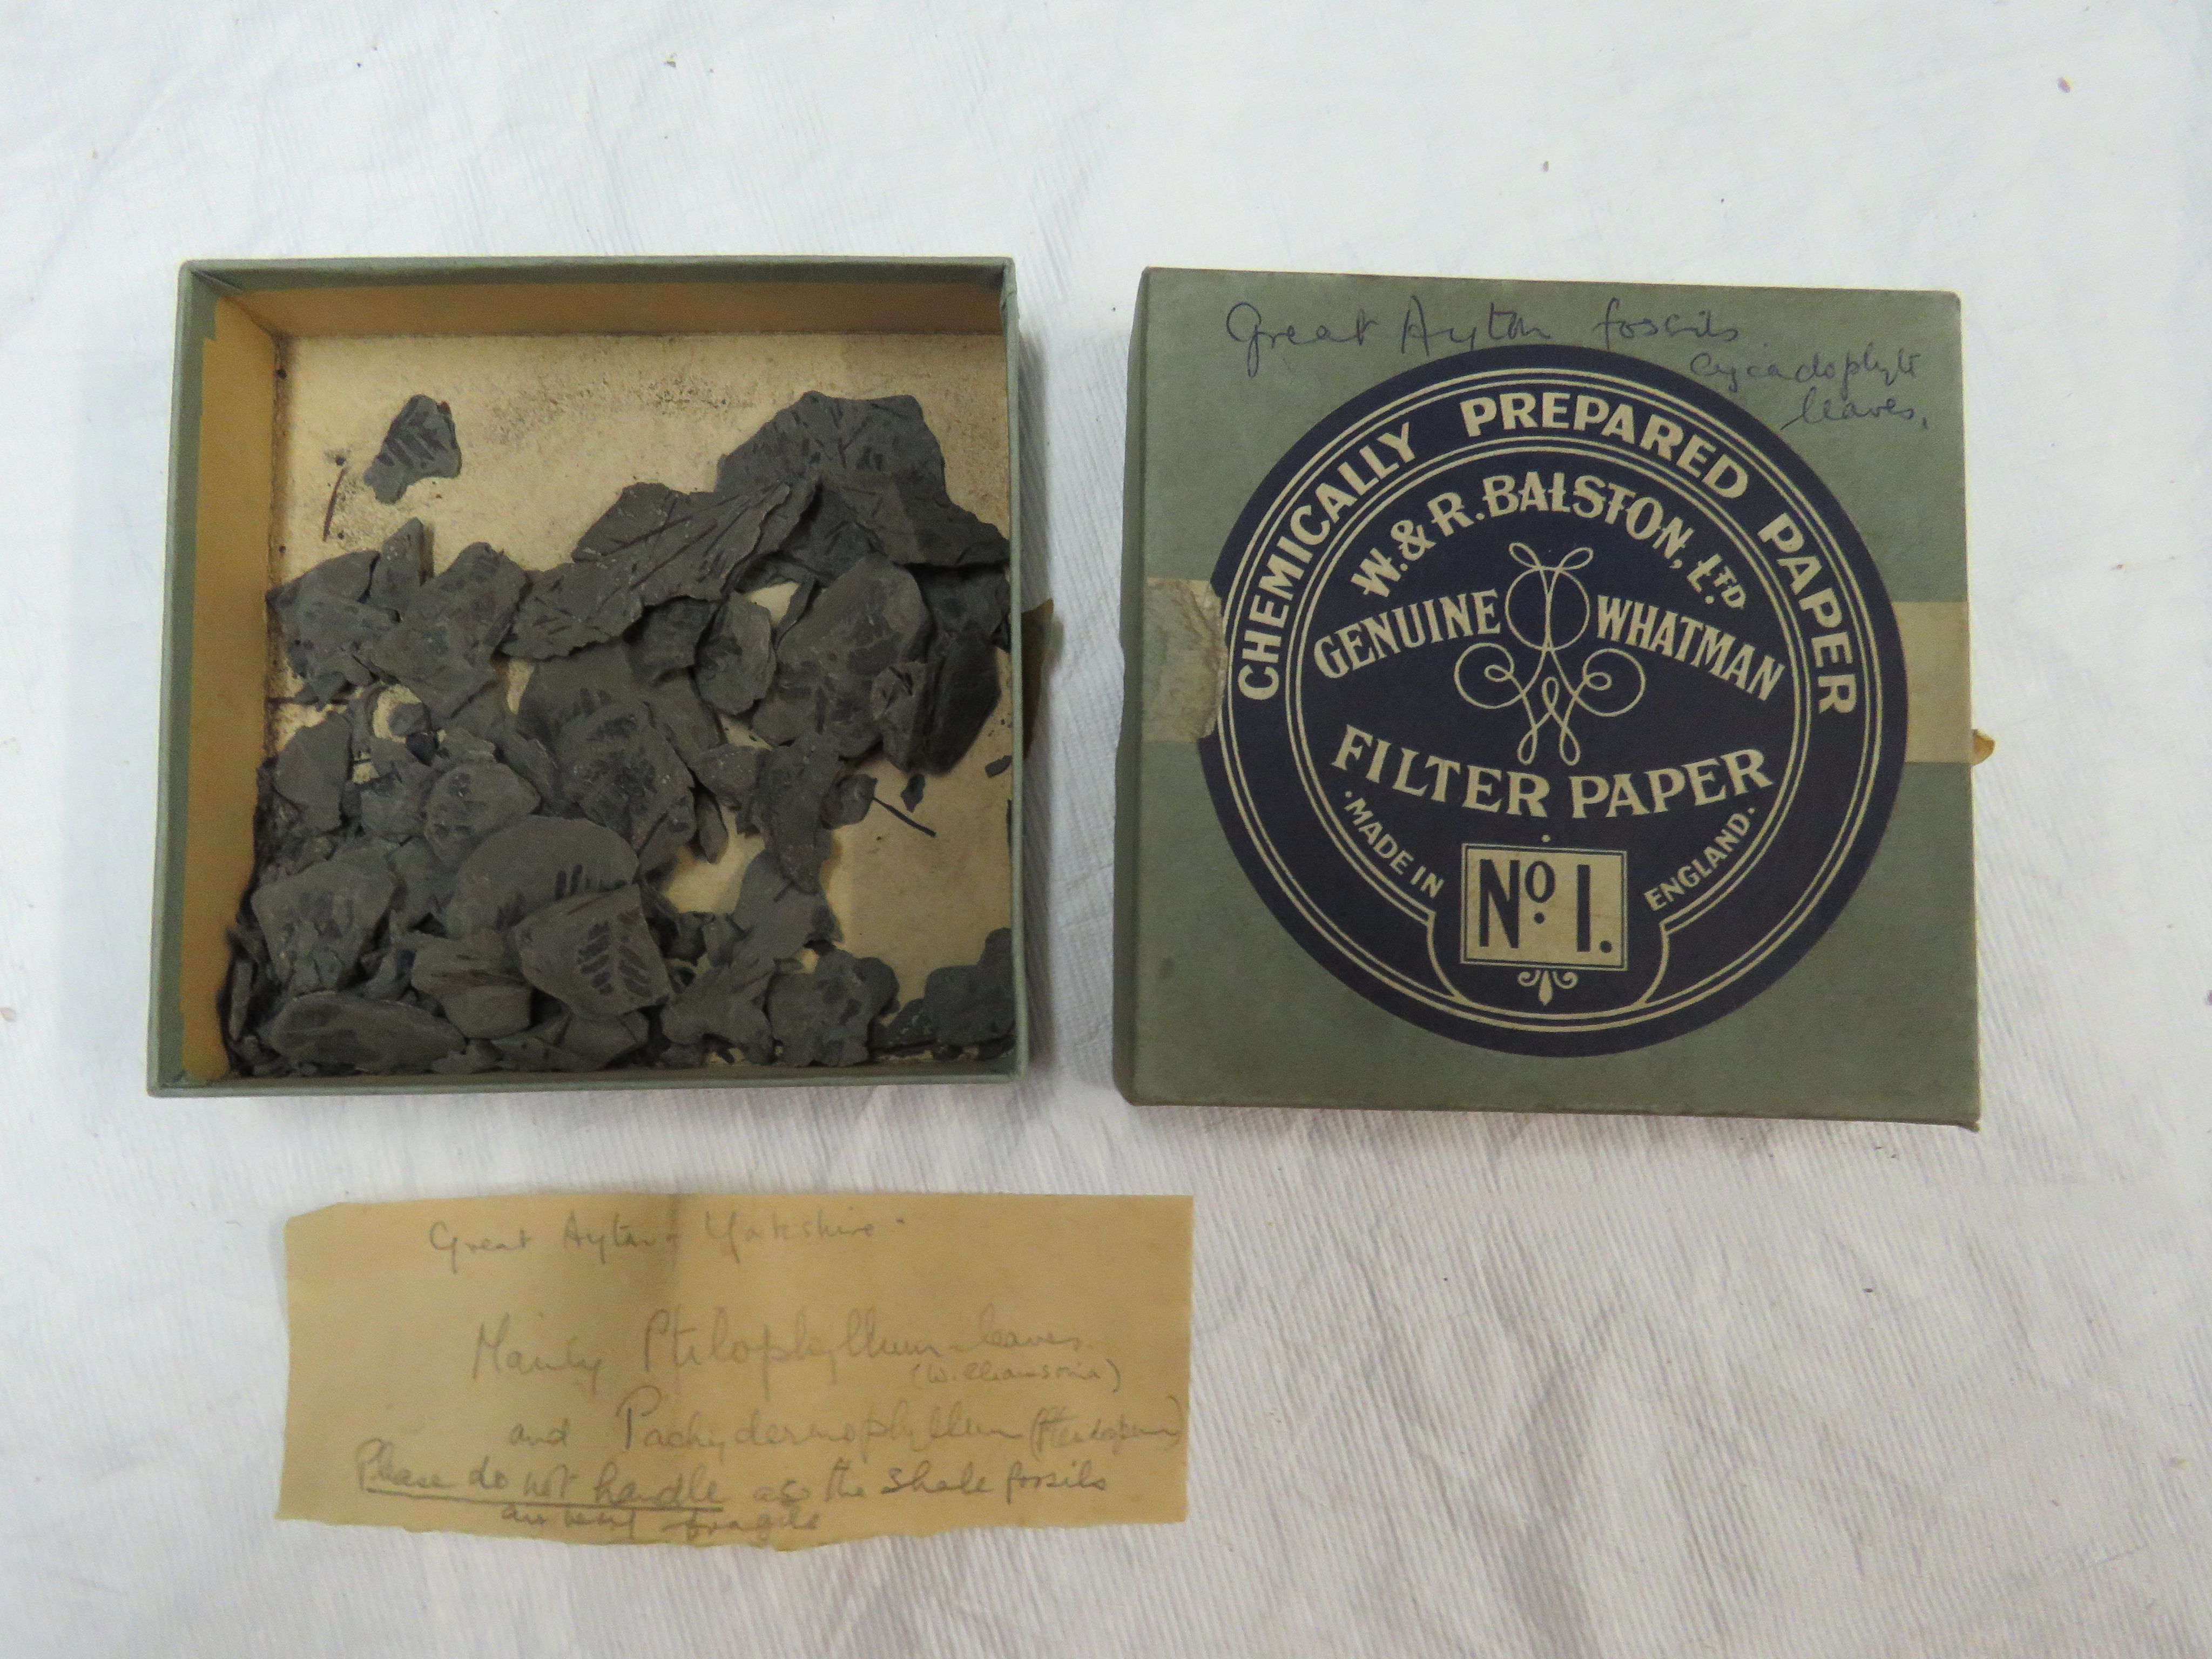 Great Ayton fossils
cycadophyte
leaves.
CHEMICALLY PREPARED PAPER
W. & R. BALSTON, LTD
GENUINE WHATMAN
FILTER PAPER
· MADE IN ENGLAND ·
No 1.
Great Ayton - Yorkshire.
Mainly Ptilophyllum leaves.
(Williamsonia)
and Pachydermophyllum
Please do not handle as the shale fossils
are very fragile